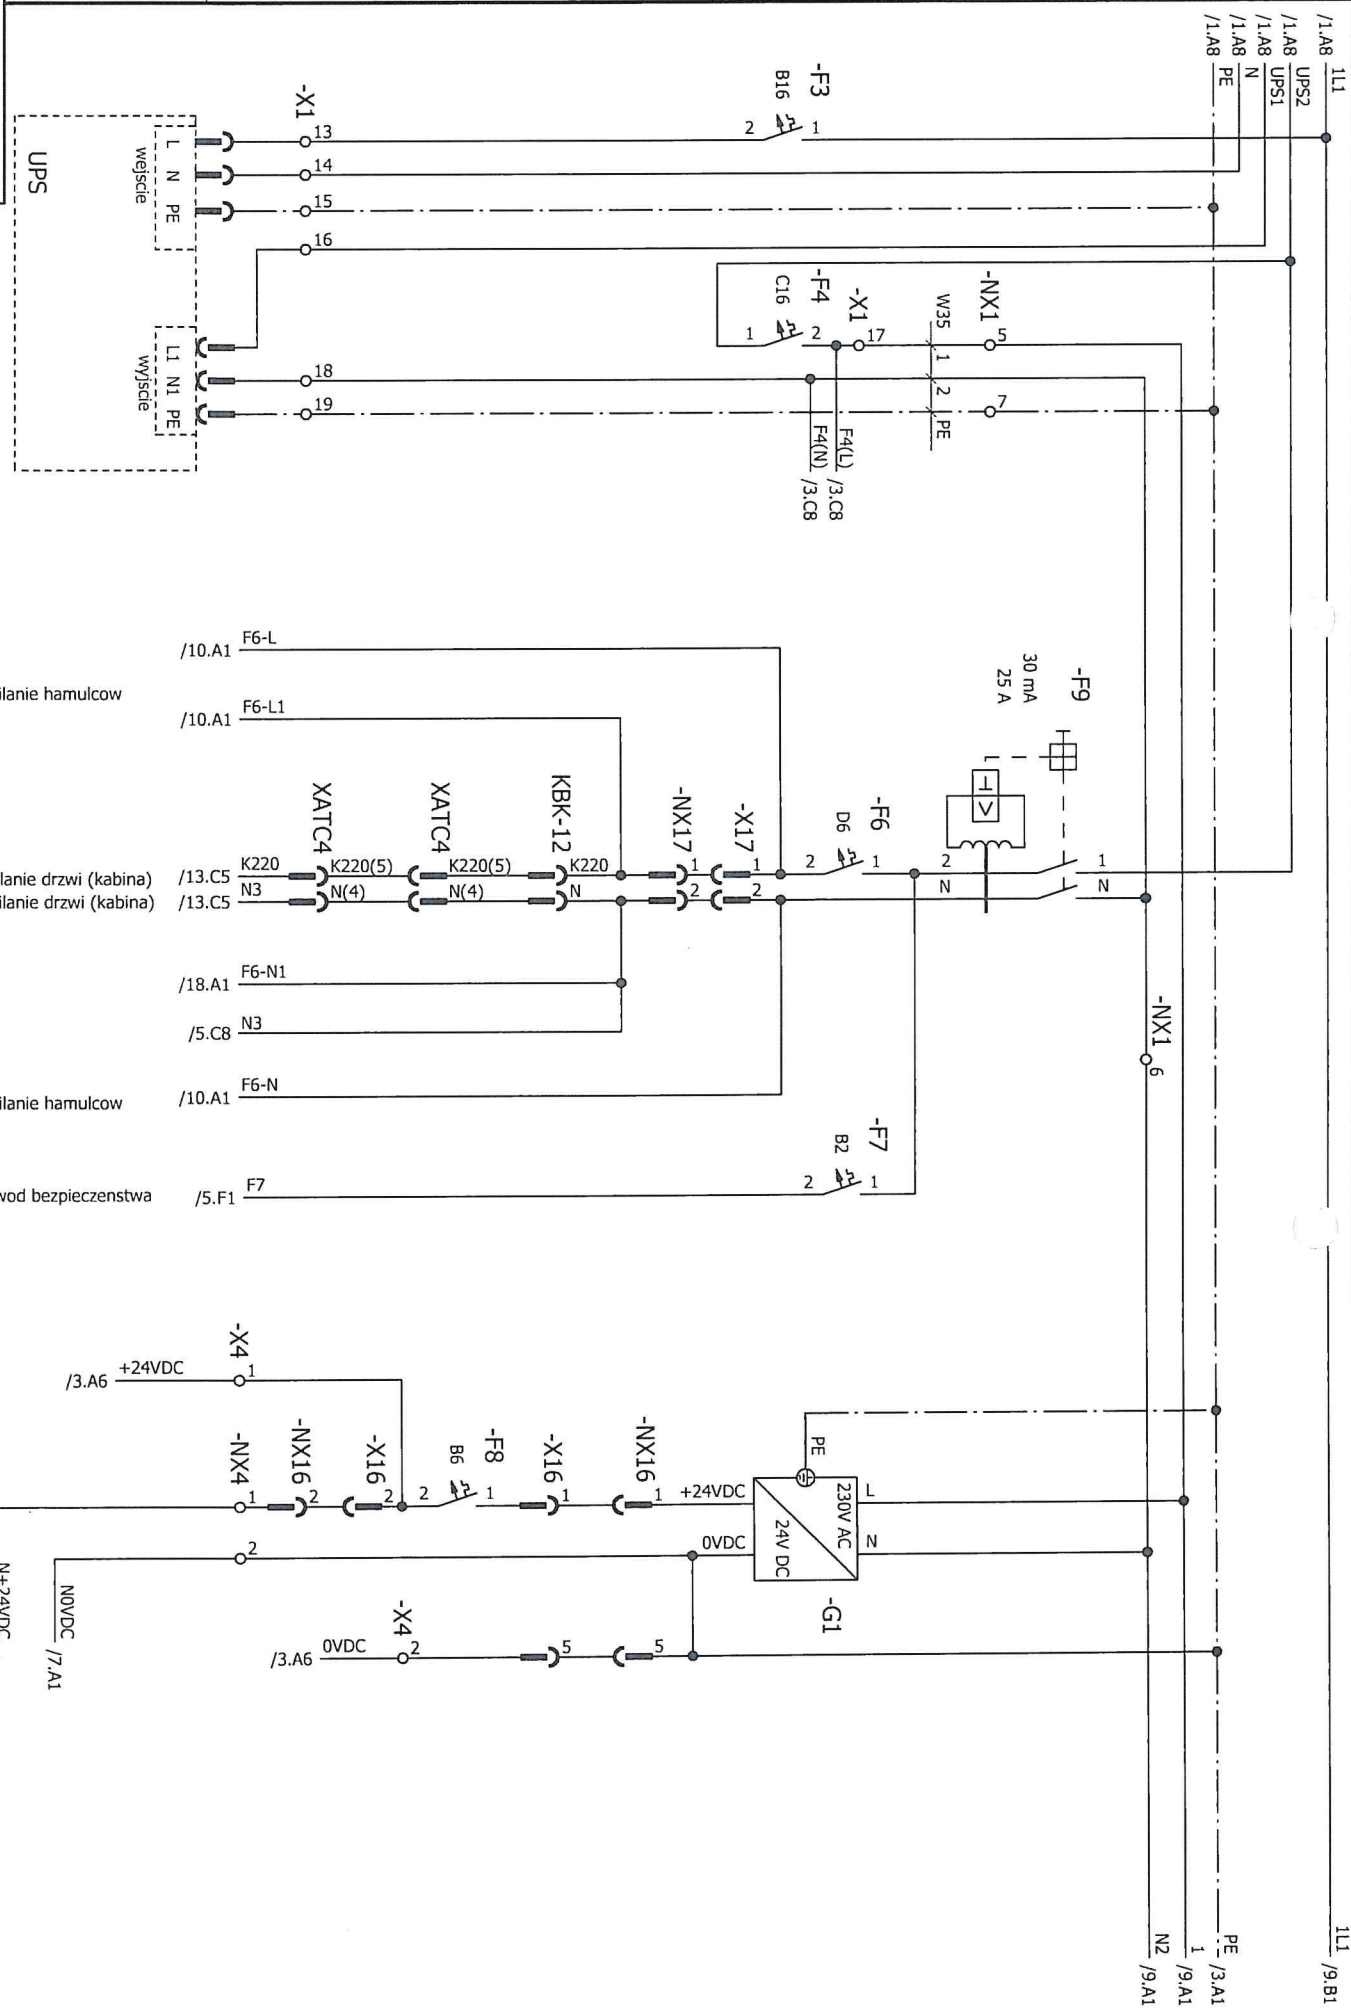 /1.A8 1L1
/1.A8 UPS2
/1.A8 UPS1
/1.A8 N
/1.A8 PE
-F3
B16
1
2
-X1
13
14
15
16
18
19
L
N
PE
wejscie
UPS
L1
N1
PE
wyjscie
-F4
C16
1
2
-X1
17
W35
1
2
PE
-NX1
5
7
F4(L) /3.C8
F4(N) /3.C8
/10.A1 F6-L
/10.A1 F6-L1
ilanie hamulcow
-F9
30 mA
25 A
1
N
2
N
-F6
D6
1
2
-X17
1
2
-NX17
1
2
KBK-12
K220
N
XATC4
K220(5)
N(4)
XATC4
K220(5)
N(4)
K220
N3
lanie drzwi (kabina) /13.C5
ilanie drzwi (kabina) /13.C5
/18.A1 F6-N1
/5.C8 N3
ilanie hamulcow /10.A1 F6-N
-NX1
6
-F7
B2
1
2
wod bezpieczenstwa /5.F1 F7
-X4
1
/3.A6 +24VDC
-NX4
1
2
-NX16
2
-X16
2
-F8
B6
1
2
-X16
1
-NX16
1
+24VDC
0VDC
PE
230V AC
24V DC
L
N
-G1
-X4
2
/3.A6 0VDC
5
5
N0VDC /7.A1
N+24VDC
1L1 /9.B1
PE /3.A1
1 /9.A1
N2 /9.A1